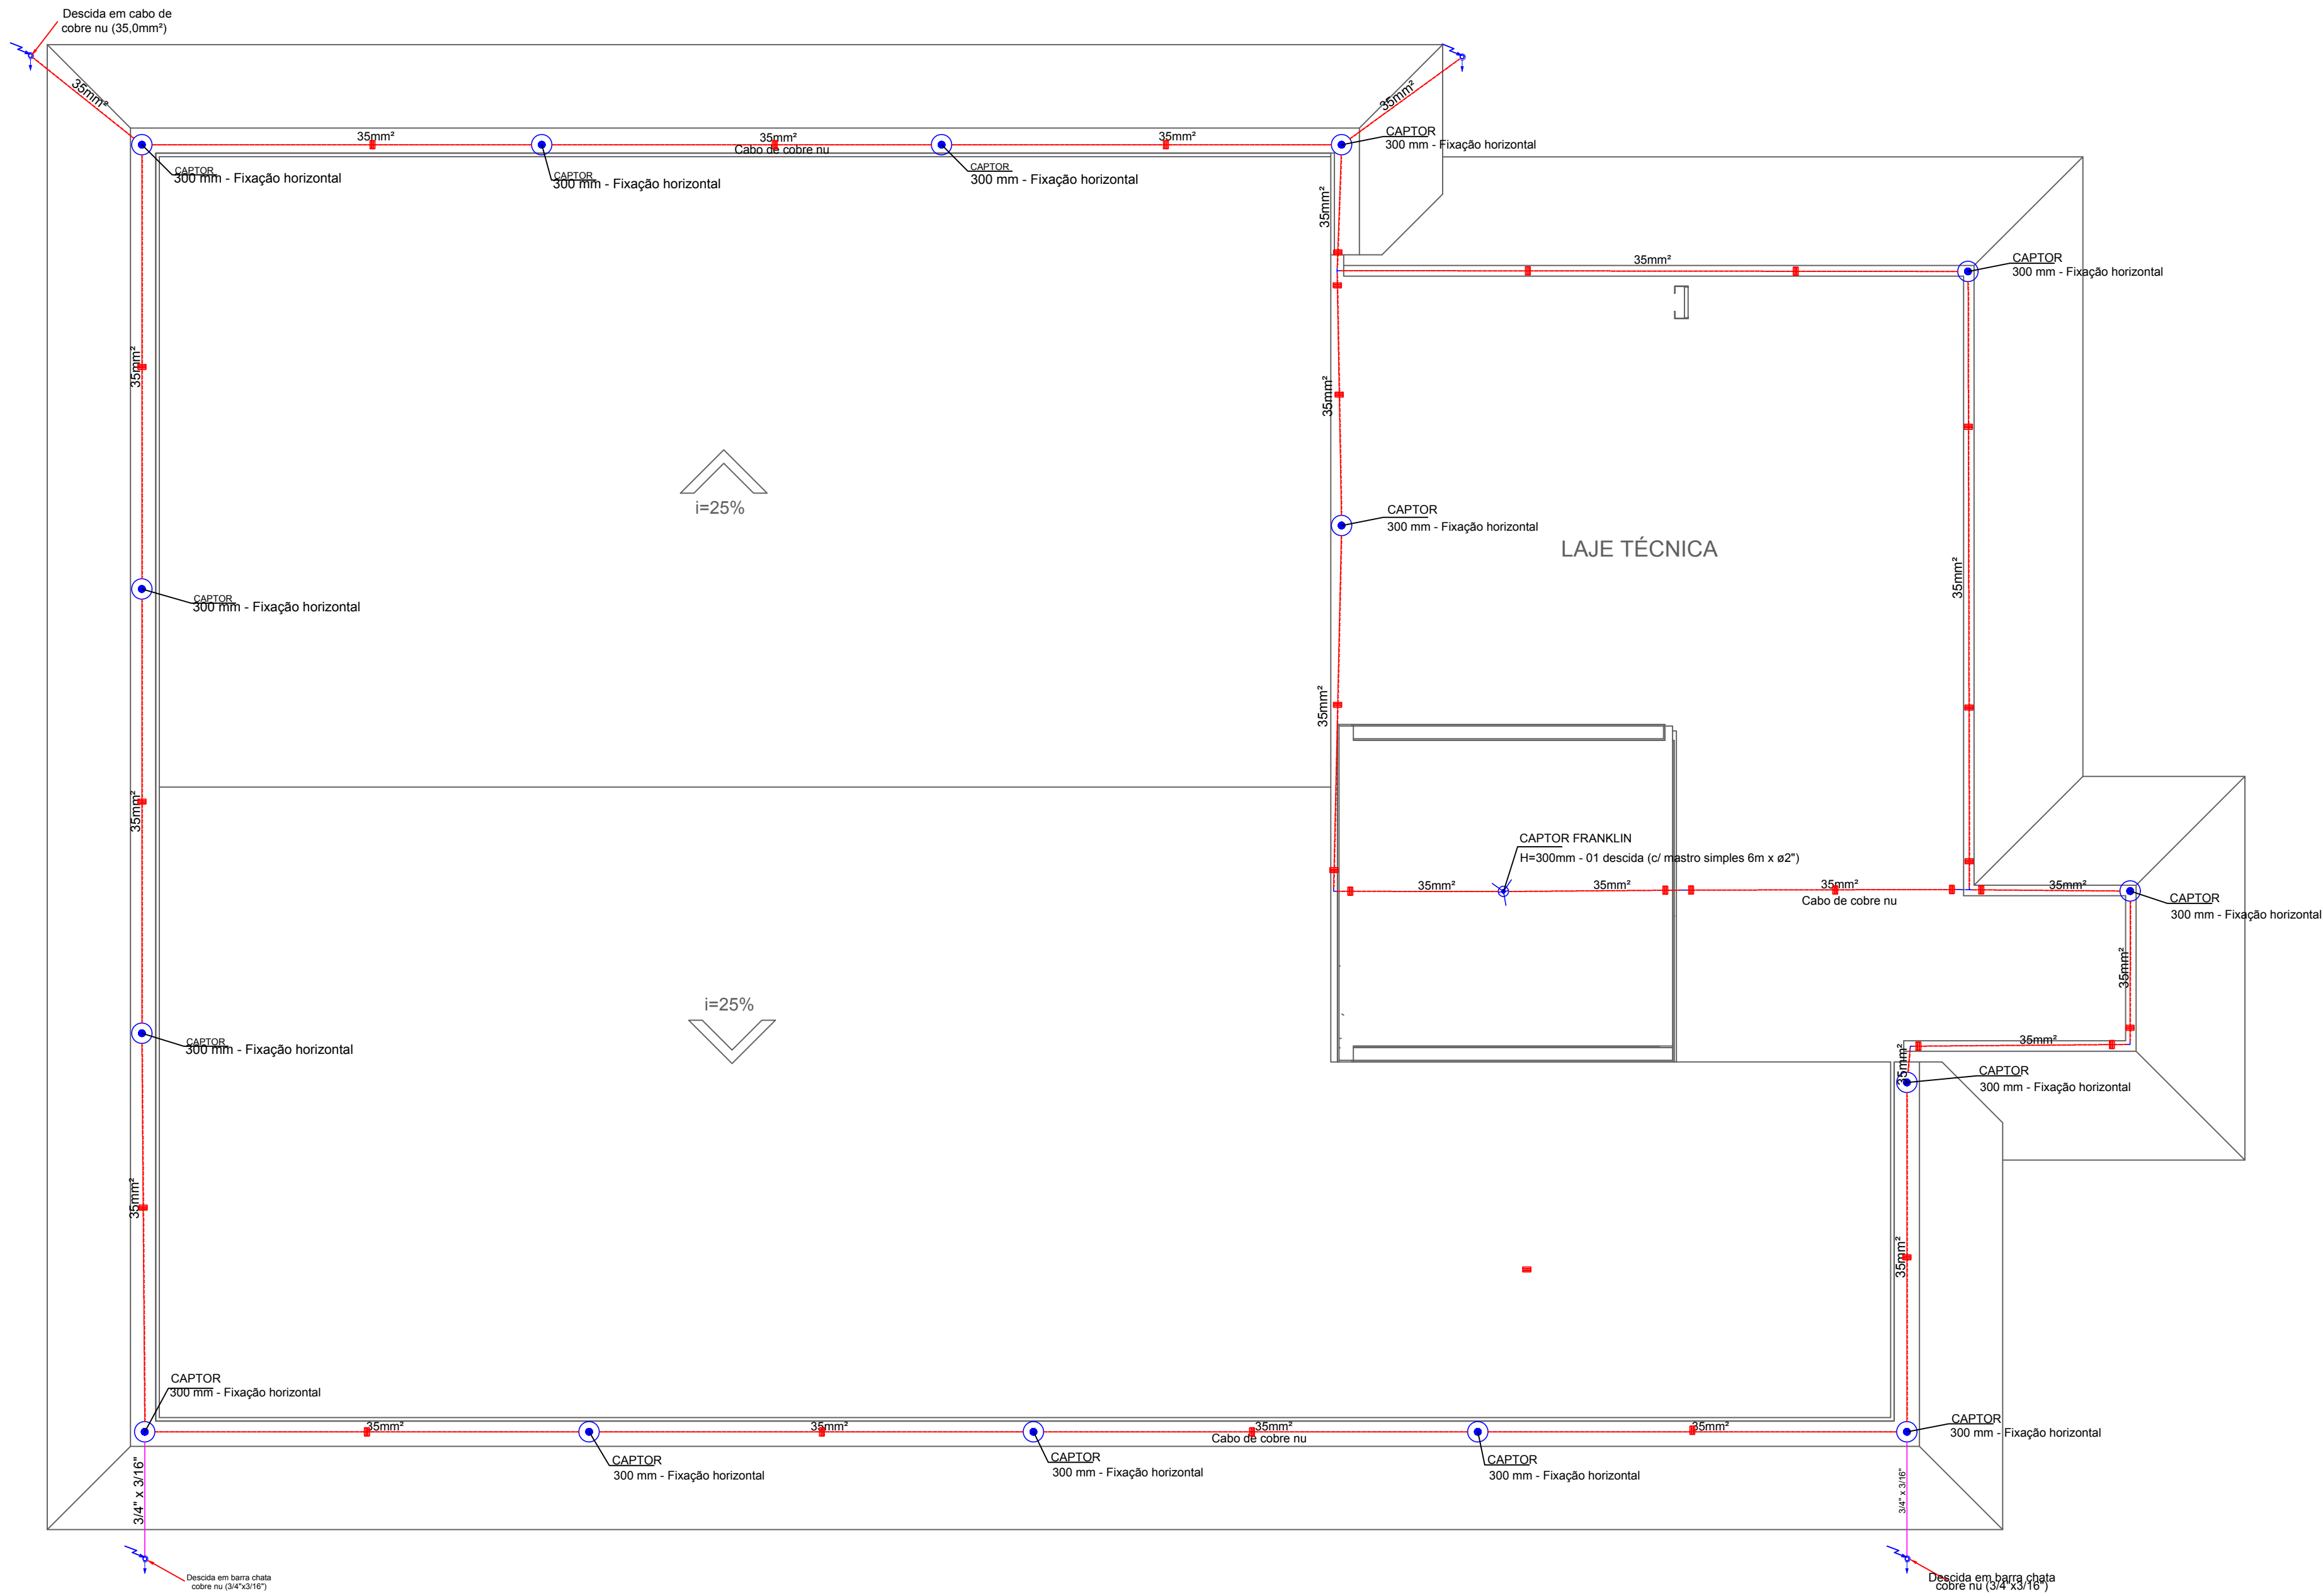 Descida em cabo de
cobre nu (35,0mm²)
35mm²
35mm²
35mm²
35mm²
35mm²
Cabo de cobre nu
CAPTOR
300 mm - Fixação horizontal
CAPTOR
300 mm - Fixação horizontal
CAPTOR
300 mm - Fixação horizontal
CAPTOR
300 mm - Fixação horizontal
35mm²
35mm²
CAPTOR
300 mm - Fixação horizontal
35mm²
35mm²
i=25%
CAPTOR
300 mm - Fixação horizontal
LAJE TÉCNICA
35mm²
CAPTOR
300 mm - Fixação horizontal
35mm²
35mm²
CAPTOR FRANKLIN
H=300mm - 01 descida (c/ mastro simples 6m x ø2")
35mm²
35mm²
35mm²
Cabo de cobre nu
35mm²
CAPTOR
300 mm - Fixação horizontal
35mm²
i=25%
CAPTOR
300 mm - Fixação horizontal
35mm²
35mm²
CAPTOR
300 mm - Fixação horizontal
35mm²
35mm²
CAPTOR
300 mm - Fixação horizontal
35mm²
35mm²
35mm²
Cabo de cobre nu
35mm²
CAPTOR
300 mm - Fixação horizontal
CAPTOR
300 mm - Fixação horizontal
CAPTOR
300 mm - Fixação horizontal
CAPTOR
300 mm - Fixação horizontal
3/4" x 3/16"
3/4" x 3/16"
Descida em barra chata
cobre nu (3/4"x3/16")
Descida em barra chata
cobre nu (3/4"x3/16")